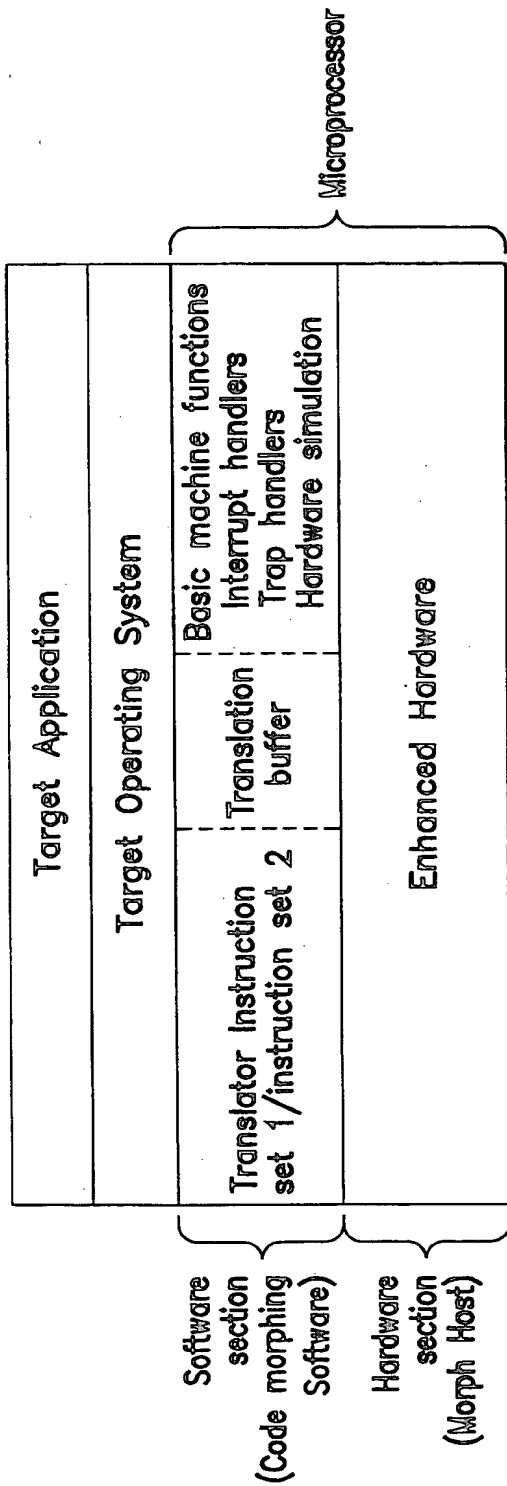 Target Application
Target Operating System
Software
section
(Code morphing
Software)
Translator Instruction
set 1/instruction set 2
Translation
buffer
Basic machine functions
Interrupt handlers
Trap handlers
Hardware simulation
Microprocessor
Hardware
section
(Morph Host)
Enhanced Hardware